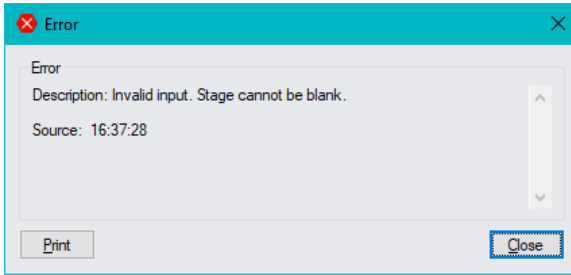 Error
Error
Description: Invalid input. Stage cannot be blank.
Source: 16:37:28
Print
Close